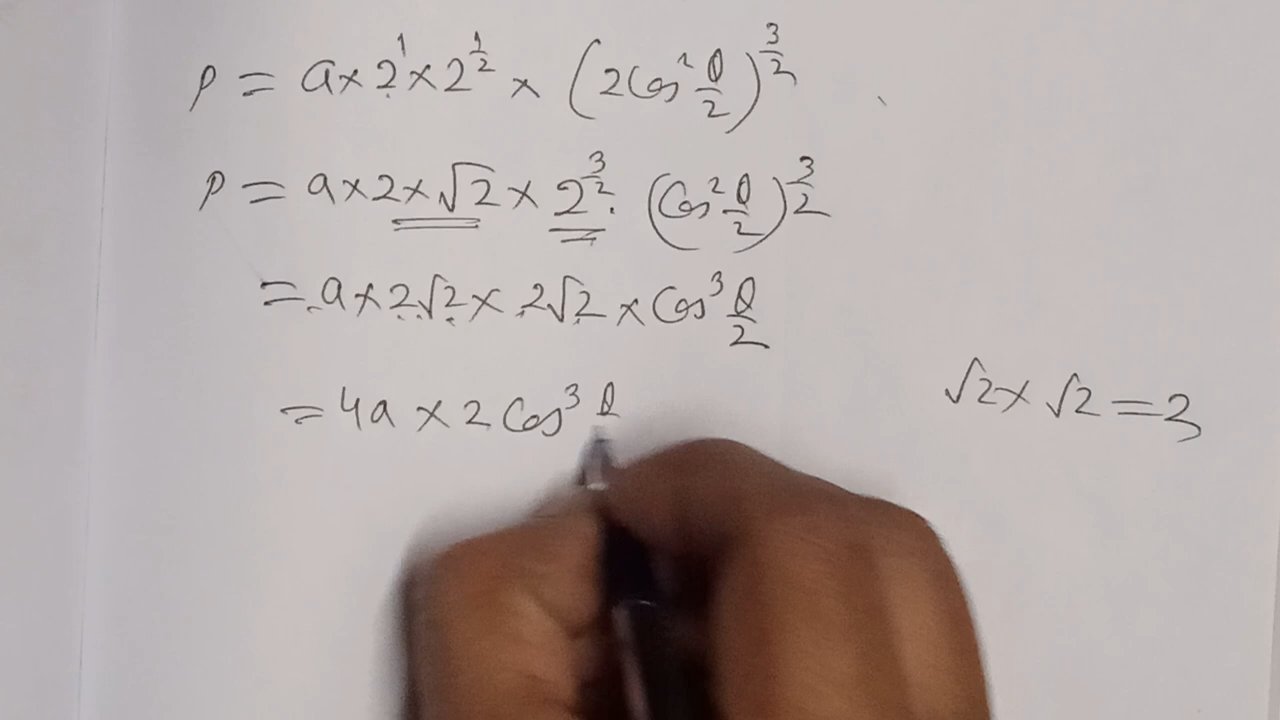 ρ = a × 2¹ × 2^(1/2) × (2Cos² θ/2)^(3/2)
ρ = a × 2 × √2 × 2^(3/2) · (Cos² θ/2)^(3/2)
= a × 2√2 × 2√2 × Cos³ θ/2
= 4a × 2 Cos³ θ
√2 × √2 = 2